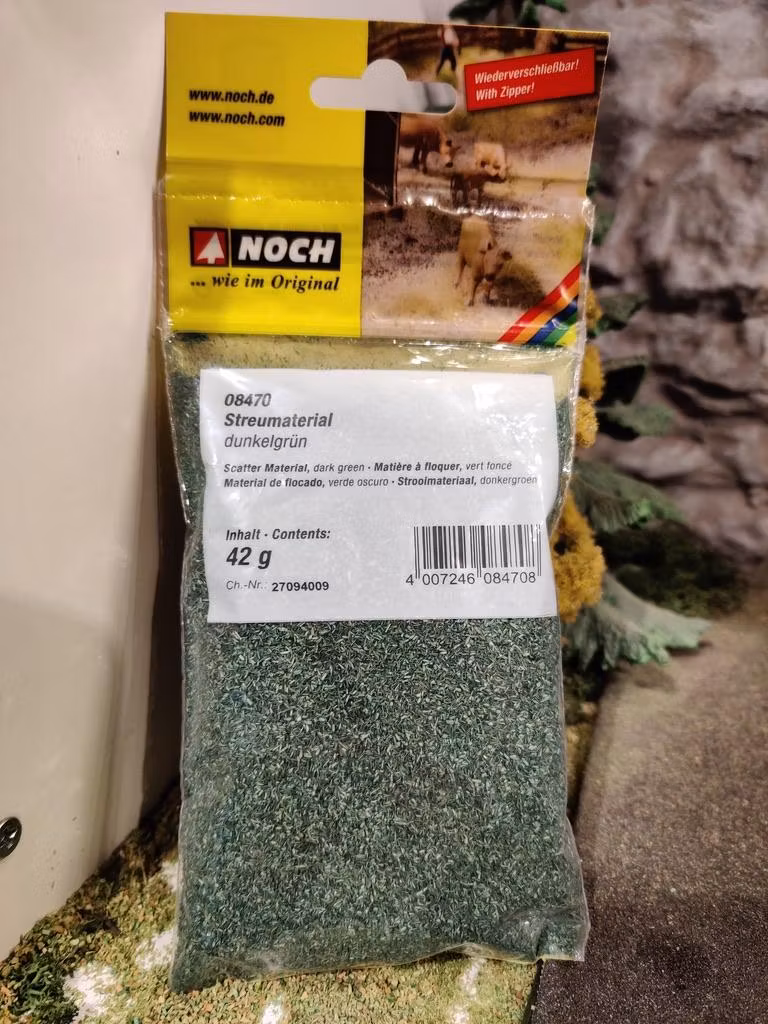 www.noch.de
www.noch.com
Wiederverschließbar!
With Zipper!
NOCH
... wie im Original
08470
Streumaterial
dunkelgrün
Scatter Material, dark green · Matière à floquer, vert foncé
Material de flocado, verde oscuro · Strooimateriaal, donkergroen
Inhalt · Contents:
42 g
Ch.-Nr.: 27094009
4 007246 084708